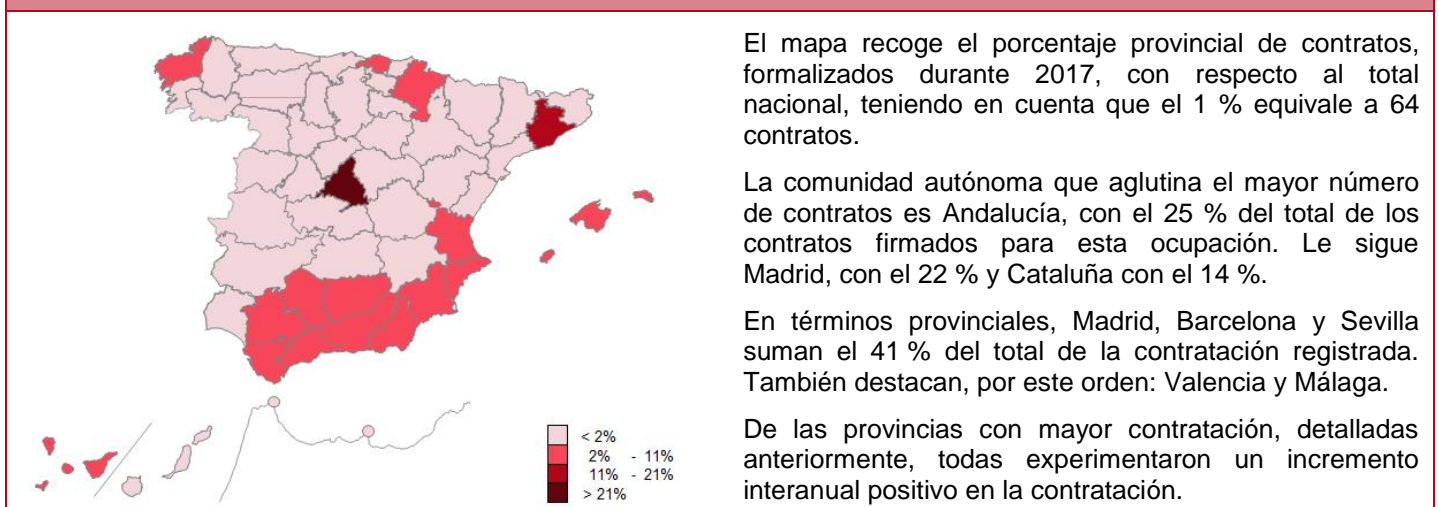 El mapa recoge el porcentaje provincial de contratos,
formalizados durante 2017, con respecto al total
nacional, teniendo en cuenta que el 1 % equivale a 64
contratos.
La comunidad autónoma que aglutina el mayor número
de contratos es Andalucía, con el 25 % del total de los
contratos firmados para esta ocupación. Le sigue
Madrid, con el 22 % y Cataluña con el 14 %.
En términos provinciales, Madrid, Barcelona y Sevilla
suman el 41 % del total de la contratación registrada.
También destacan, por este orden: Valencia y Málaga.
De las provincias con mayor contratación, detalladas
anteriormente, todas experimentaron un incremento
interanual positivo en la contratación.
< 2%
2% - 11%
11% - 21%
> 21%